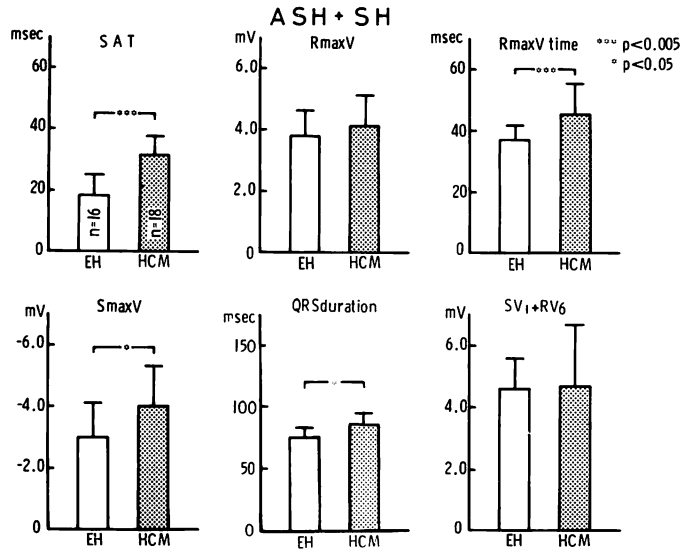 ASH + SH
msec
SAT
60
40
20
0
***
n=16
n=18
EH
HCM
mV
RmaxV
6.0
4.0
2.0
0
EH
HCM
msec
RmaxV time
60
40
20
0
***
EH
HCM
*** p<0.005
* p<0.05
mV
SmaxV
-6.0
-4.0
-2.0
0
*
EH
HCM
msec
QRSduration
150
100
50
0
*
EH
HCM
mV
SV₁+RV₆
6.0
4.0
2.0
0
EH
HCM